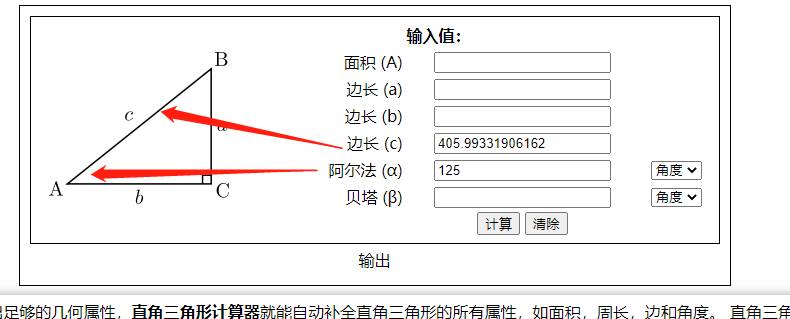 输入值:
B
面积 (A)
边长 (a)
c
边长 (b)
a
边长 (c) 405.99331906162
阿尔法 (α) 125 角度
A
b
C
贝塔 (β) 角度
计算 清除
输出
足够的几何属性，直角三角形计算器就能自动补全直角三角形的所有属性，如面积，周长，边和角度。 直角三角